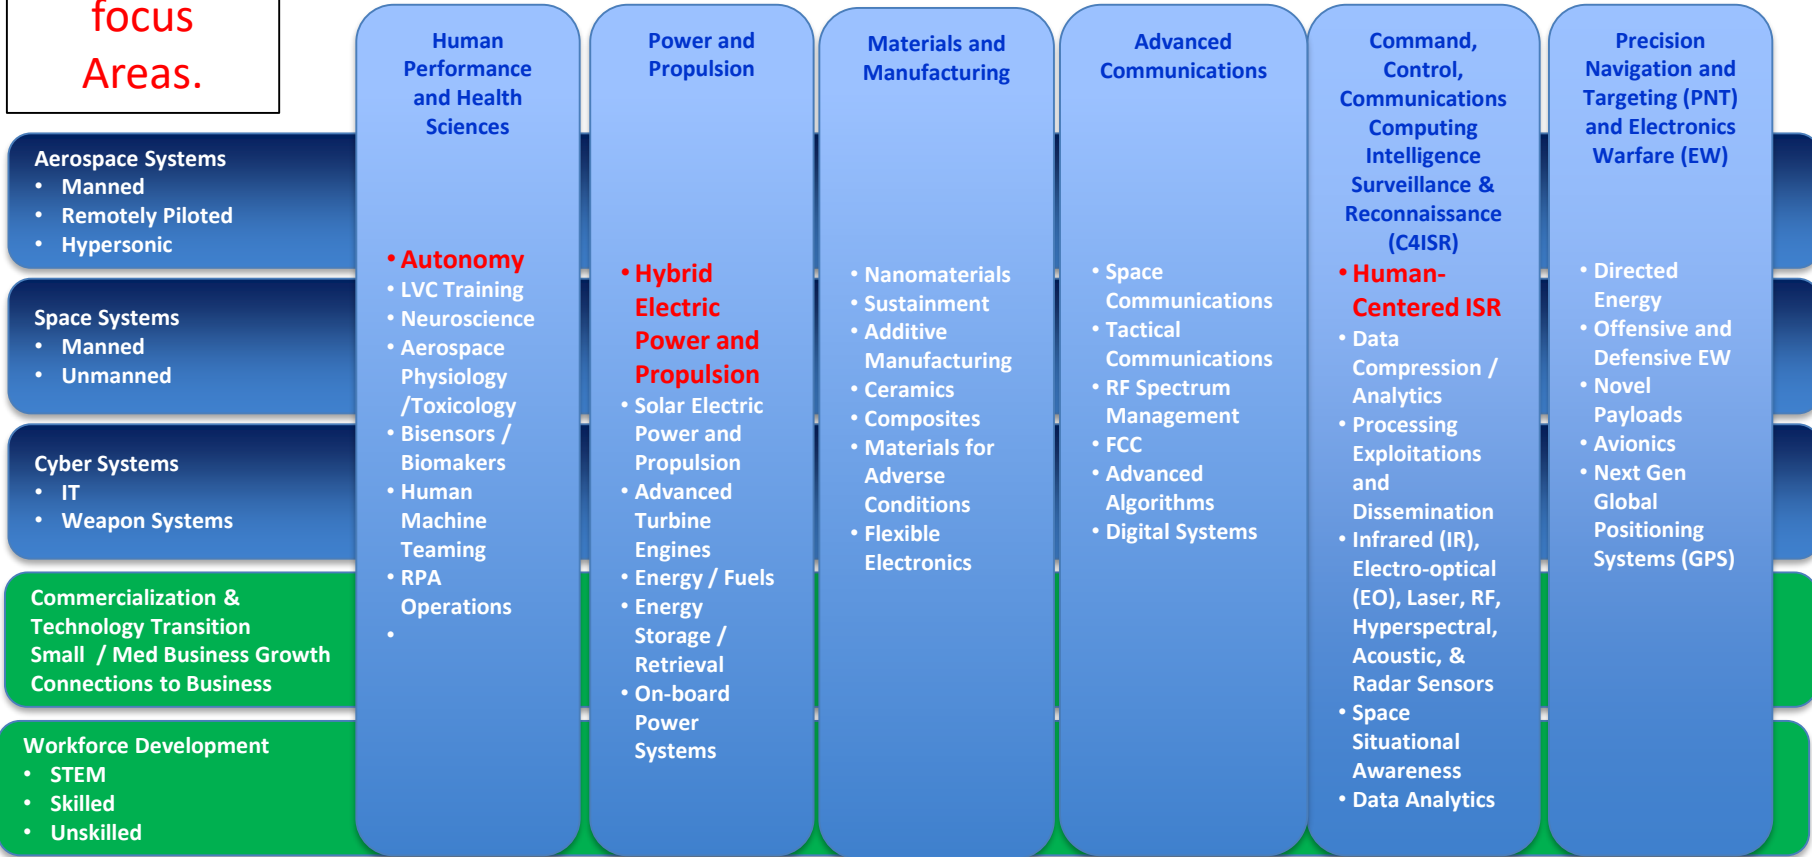 focus
Areas.
Human
Performance
and Health
Sciences
• Autonomy
• LVC Training
• Neuroscience
• Aerospace
Physiology
/Toxicology
• Bisensors /
Biomakers
• Human
Machine
Teaming
• RPA
Operations
•
Power and
Propulsion
• Hybrid
Electric
Power and
Propulsion
• Solar Electric
Power and
Propulsion
• Advanced
Turbine
Engines
• Energy / Fuels
• Energy
Storage /
Retrieval
• On-board
Power
Systems
Materials and
Manufacturing
• Nanomaterials
• Sustainment
• Additive
Manufacturing
• Ceramics
• Composites
• Materials for
Adverse
Conditions
• Flexible
Electronics
Advanced
Communications
• Space
Communications
• Tactical
Communications
• RF Spectrum
Management
• FCC
• Advanced
Algorithms
• Digital Systems
Command,
Control,
Communications
Computing
Intelligence
Surveillance &
Reconnaissance
(C4ISR)
• Human-
Centered ISR
• Data
Compression /
Analytics
• Processing
Exploitations
and
Dissemination
• Infrared (IR),
Electro-optical
(EO), Laser, RF,
Hyperspectral,
Acoustic, &
Radar Sensors
• Space
Situational
Awareness
• Data Analytics
Precision
Navigation and
Targeting (PNT)
and Electronics
Warfare (EW)
• Directed
Energy
• Offensive and
Defensive EW
• Novel
Payloads
• Avionics
• Next Gen
Global
Positioning
Systems (GPS)
Aerospace Systems
• Manned
• Remotely Piloted
• Hypersonic
Space Systems
• Manned
• Unmanned
Cyber Systems
• IT
• Weapon Systems
Commercialization &
Technology Transition
Small / Med Business Growth
Connections to Business
Workforce Development
• STEM
• Skilled
• Unskilled